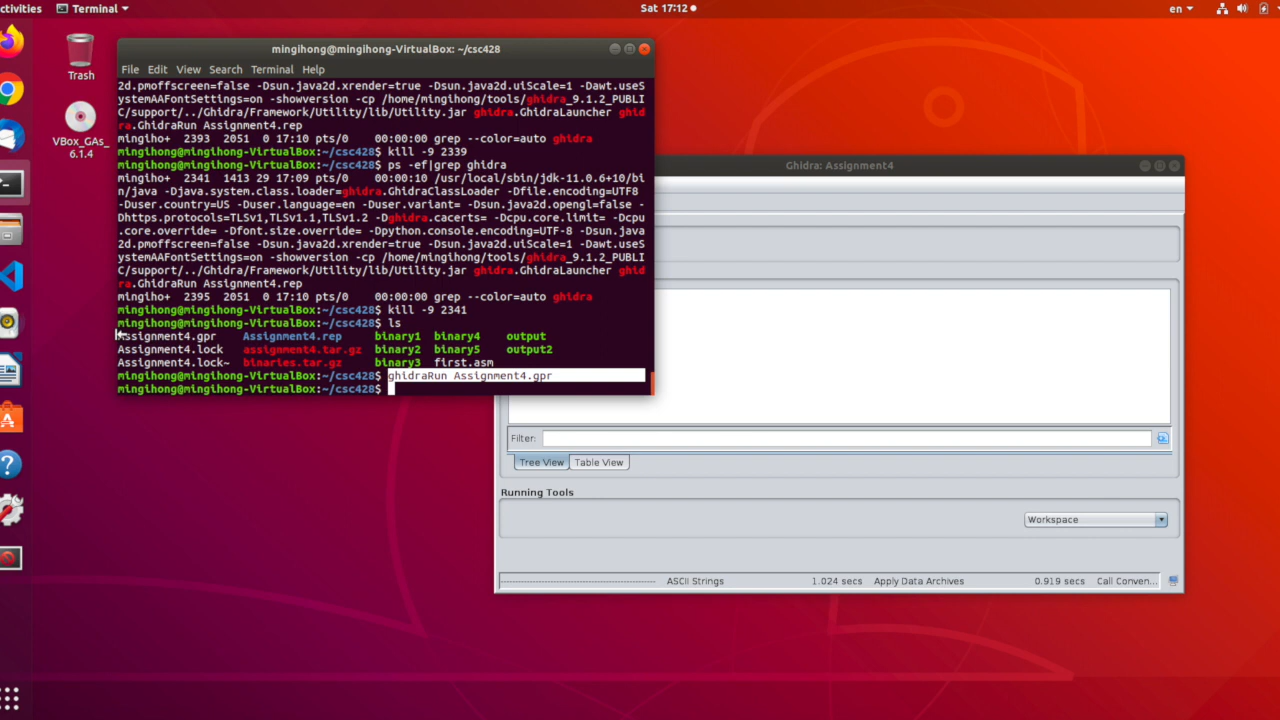 ctivities
Terminal
Sat 17:12
en
Trash
VBox_GAs_
6.1.4
mingihong@mingihong-VirtualBox: ~/csc428
File Edit View Search Terminal Help
2d.pmoffscreen=false -Dsun.java2d.xrender=true -Dsun.java2d.uiScale=1 -Dawt.useS
ystemAAFontSettings=on -showversion -cp /home/mingihong/tools/ghidra_9.1.2_PUBLI
C/support/../Ghidra/Framework/Utility/lib/Utility.jar ghidra.GhidraLauncher ghid
ra.GhidraRun Assignment4.rep
mingiho+  2393  2051  0 17:10 pts/0    00:00:00 grep --color=auto ghidra
mingihong@mingihong-VirtualBox:~/csc428$ kill -9 2339
mingihong@mingihong-VirtualBox:~/csc428$ ps -ef|grep ghidra
mingiho+  2341  1413 29 17:09 pts/0    00:00:10 /usr/local/sbin/jdk-11.0.6+10/bi
n/java -Djava.system.class.loader=ghidra.GhidraClassLoader -Dfile.encoding=UTF8
-Duser.country=US -Duser.language=en -Duser.variant= -Dsun.java2d.opengl=false -
Dhttps.protocols=TLSv1,TLSv1.1,TLSv1.2 -Dghidra.cacerts= -Dcpu.core.limit= -Dcpu
.core.override= -Dfont.size.override= -Dpython.console.encoding=UTF-8 -Dsun.java
2d.pmoffscreen=false -Dsun.java2d.xrender=true -Dsun.java2d.uiScale=1 -Dawt.useS
ystemAAFontSettings=on -showversion -cp /home/mingihong/tools/ghidra_9.1.2_PUBLI
C/support/../Ghidra/Framework/Utility/lib/Utility.jar ghidra.GhidraLauncher ghid
ra.GhidraRun Assignment4.rep
mingiho+  2395  2051  0 17:10 pts/0    00:00:00 grep --color=auto ghidra
mingihong@mingihong-VirtualBox:~/csc428$ kill -9 2341
mingihong@mingihong-VirtualBox:~/csc428$ ls
Assignment4.gpr    Assignment4.rep     binary1  binary4    output
Assignment4.lock   assignment4.tar.gz  binary2  binary5    output2
Assignment4.lock~  binaries.tar.gz     binary3  first.asm
mingihong@mingihong-VirtualBox:~/csc428$ ghidraRun Assignment4.gpr
mingihong@mingihong-VirtualBox:~/csc428$
Ghidra: Assignment4
Filter:
Tree View Table View
Running Tools
Workspace
ASCII Strings 1.024 secs Apply Data Archives 0.919 secs Call Conven...